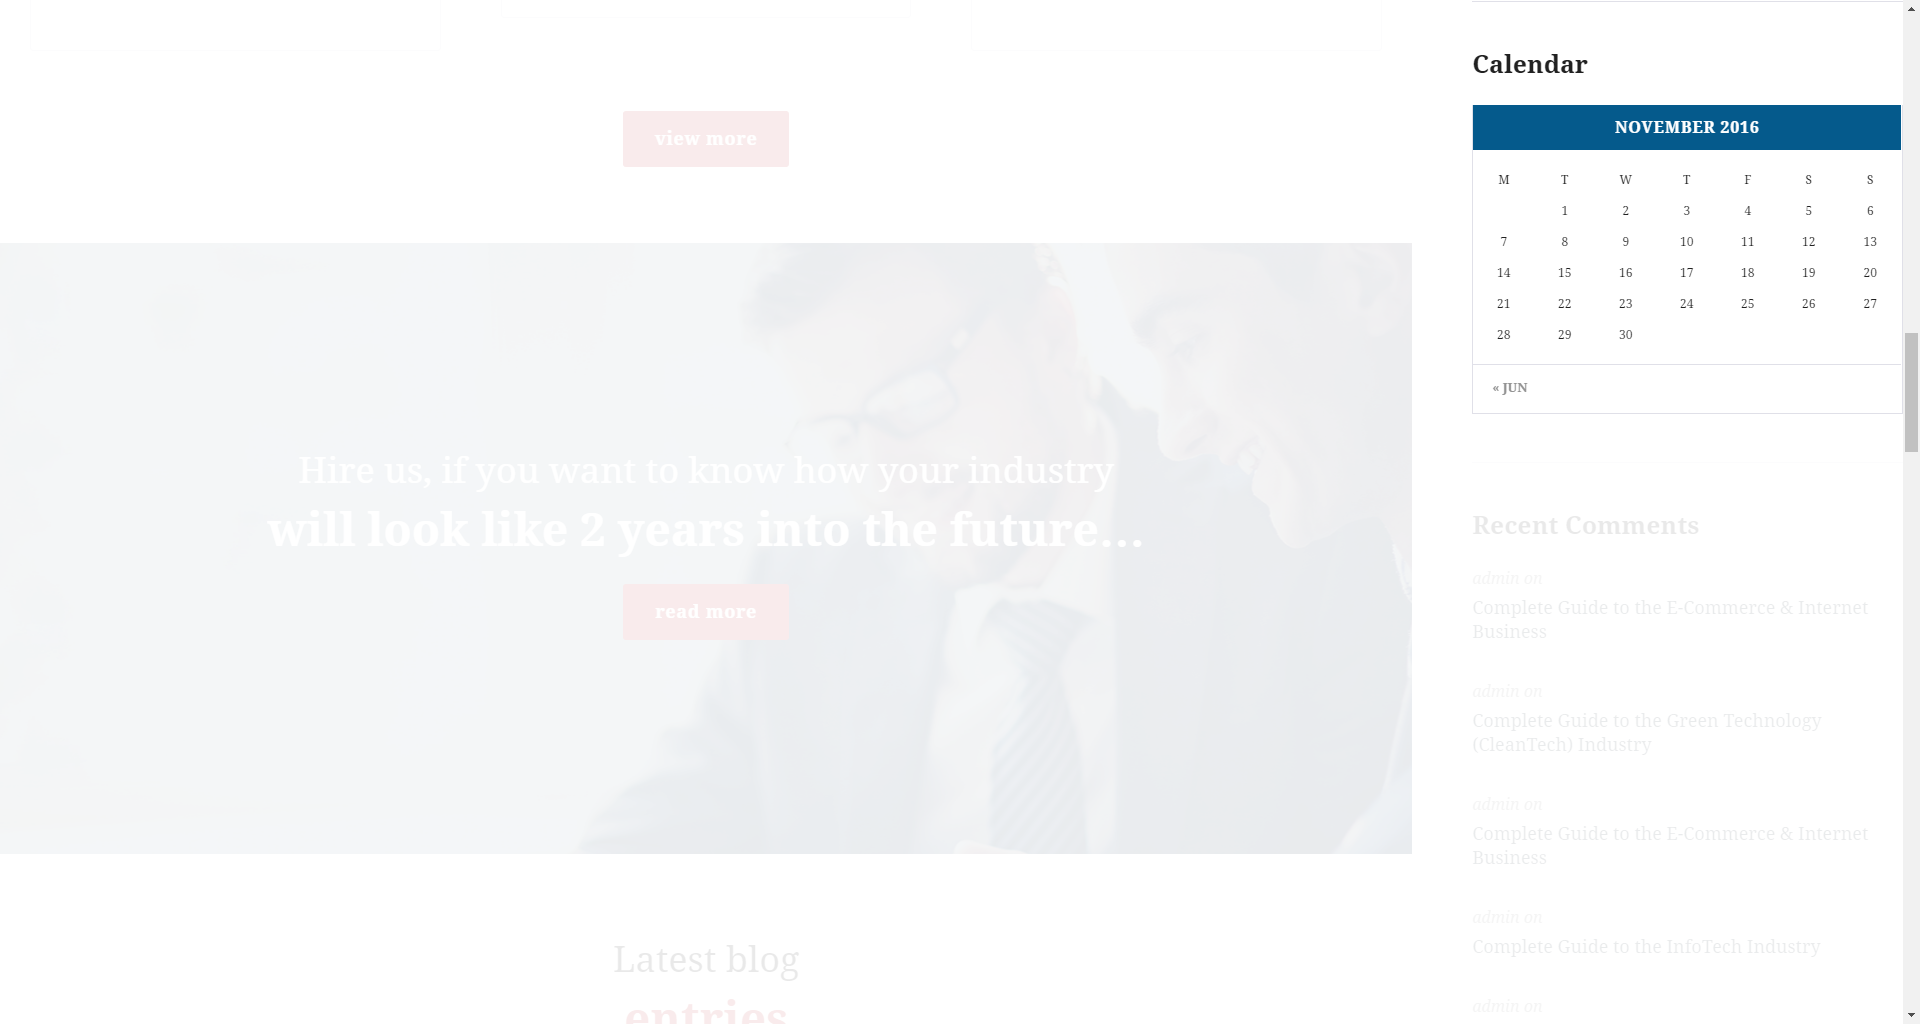 view more
Hire us, if you want to know how your industry
will look like 2 years into the future...
read more
Latest blog
entries
Calendar
NOVEMBER 2016
M T W T F S S
1 2 3 4 5 6
7 8 9 10 11 12 13
14 15 16 17 18 19 20
21 22 23 24 25 26 27
28 29 30
« JUN
Recent Comments
admin on
Complete Guide to the E-Commerce & Internet
Business
admin on
Complete Guide to the Green Technology
(CleanTech) Industry
admin on
Complete Guide to the E-Commerce & Internet
Business
admin on
Complete Guide to the InfoTech Industry
admin on